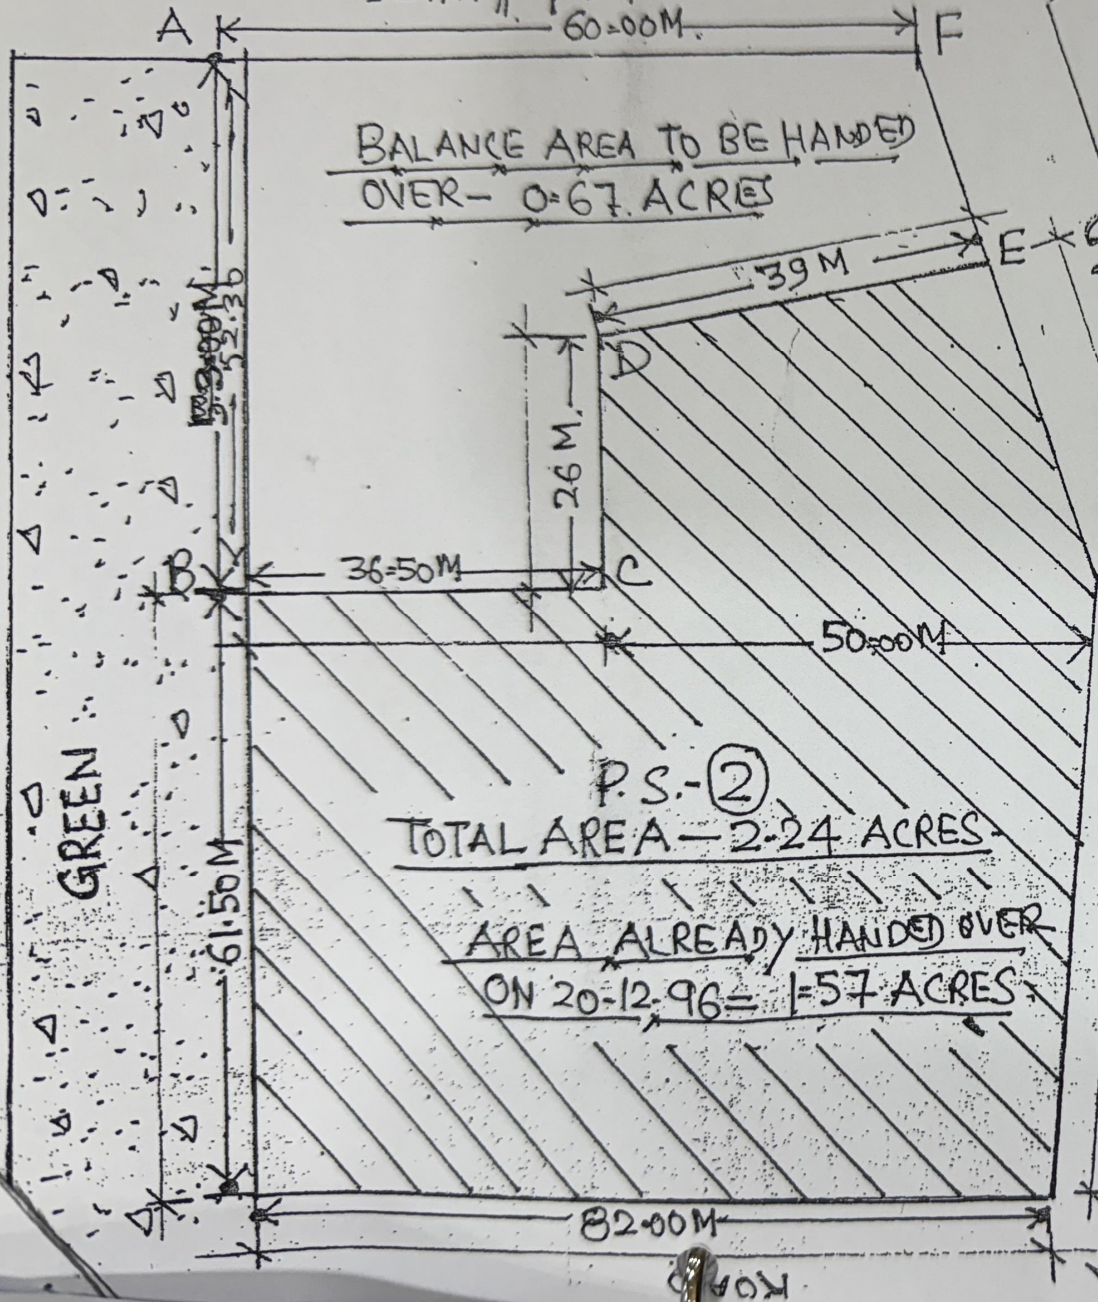 A
60=00M.
F
BALANCE AREA TO BE HANDED
OVER- 0=67. ACRES
39M
E
52.36
D
26 M.
B
36=50M
C
50=00M
GREEN
P.S.-2
TOTAL AREA - 2.24 ACRES.
61.50M
AREA ALREADY HANDED OVER
ON 20-12-96= 1=57 ACRES.
82.00M
ROAD